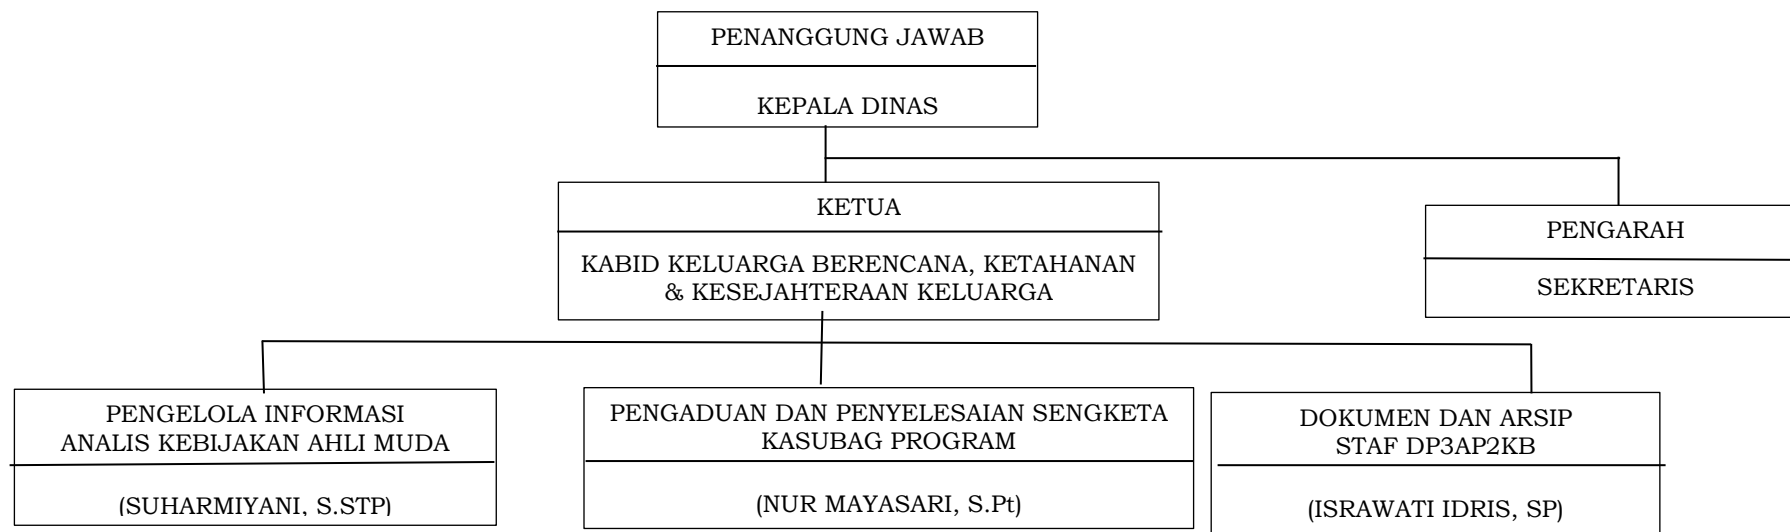 PENANGGUNG JAWAB
KEPALA DINAS
KETUA
KABID KELUARGA BERENCANA, KETAHANAN
& KESEJAHTERAAN KELUARGA
PENGARAH
SEKRETARIS
PENGELOLA INFORMASI
ANALIS KEBIJAKAN AHLI MUDA
(SUHARMIYANI, S.STP)
PENGADUAN DAN PENYELESAIAN SENGKETA
KASUBAG PROGRAM
(NUR MAYASARI, S.Pt)
DOKUMEN DAN ARSIP
STAF DP3AP2KB
(ISRAWATI IDRIS, SP)